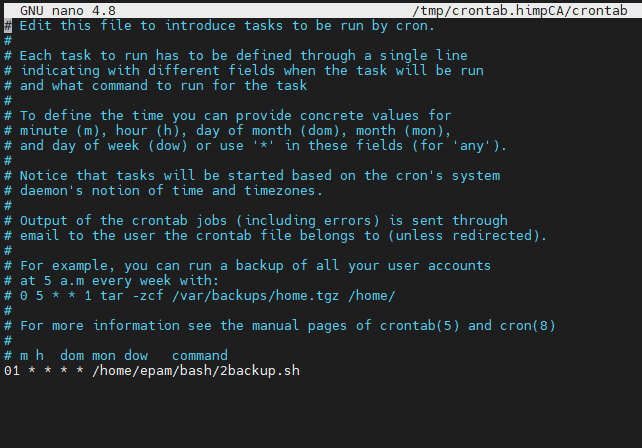 GNU nano 4.8 /tmp/crontab.himpCA/crontab
# Edit this file to introduce tasks to be run by cron.
#
# Each task to run has to be defined through a single line
# indicating with different fields when the task will be run
# and what command to run for the task
#
# To define the time you can provide concrete values for
# minute (m), hour (h), day of month (dom), month (mon),
# and day of week (dow) or use '*' in these fields (for 'any').
#
# Notice that tasks will be started based on the cron's system
# daemon's notion of time and timezones.
#
# Output of the crontab jobs (including errors) is sent through
# email to the user the crontab file belongs to (unless redirected).
#
# For example, you can run a backup of all your user accounts
# at 5 a.m every week with:
# 0 5 * * 1 tar -zcf /var/backups/home.tgz /home/
#
# For more information see the manual pages of crontab(5) and cron(8)
#
# m h  dom mon dow   command
01 * * * * /home/epam/bash/2backup.sh